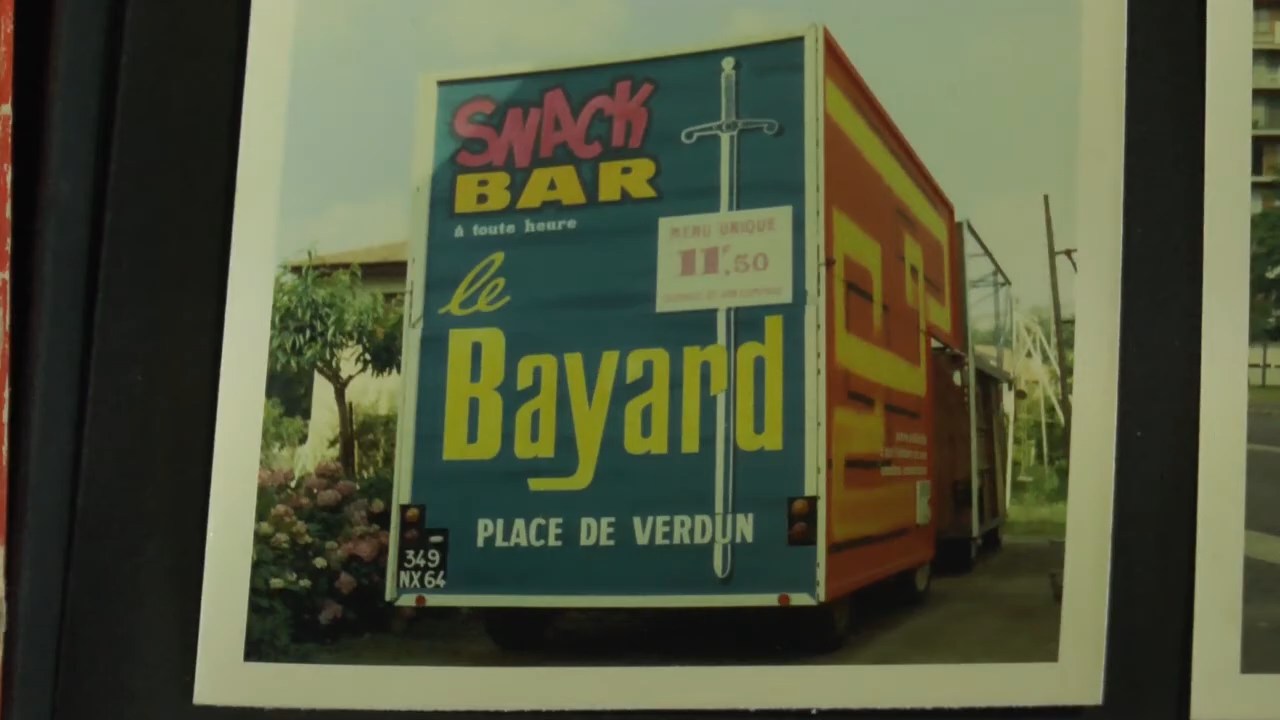 SNACK
BAR
à toute heure
MENU UNIQUE
11F,50
le
Bayard
PLACE DE VERDUN
349
NX 64